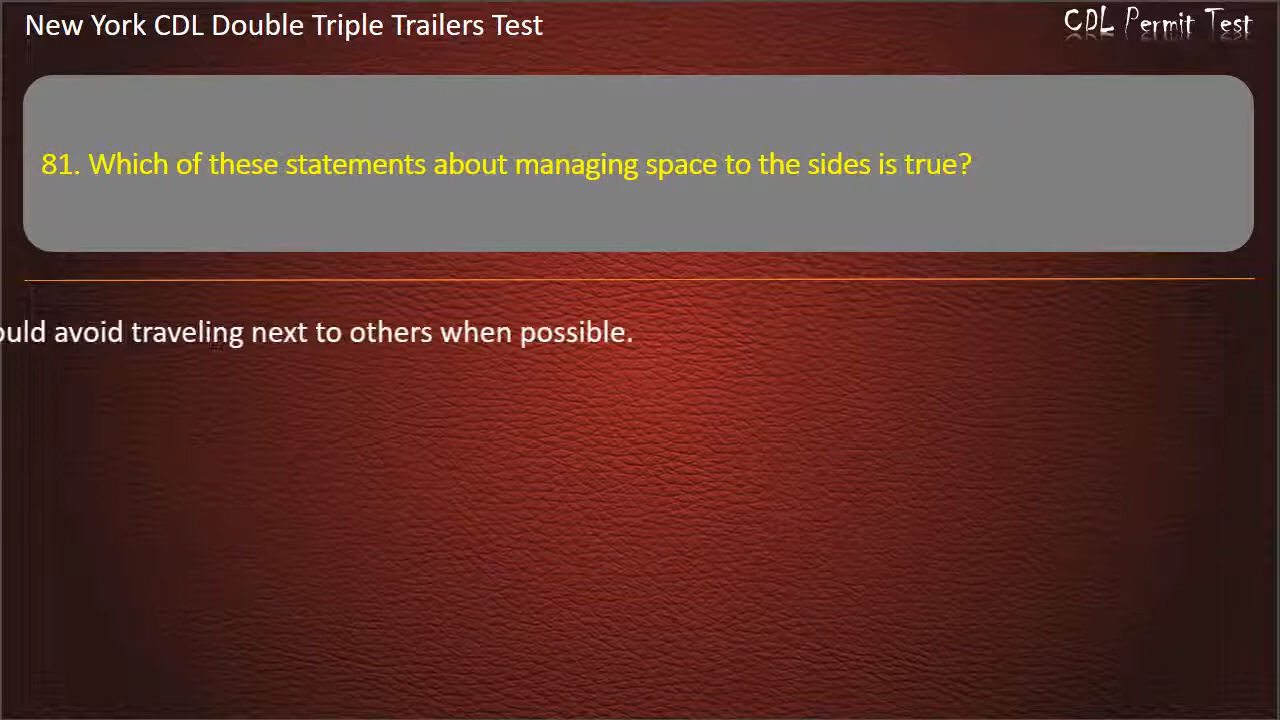 New York CDL Double Triple Trailers Test
CDL Permit Test
81. Which of these statements about managing space to the sides is true?
ould avoid traveling next to others when possible.